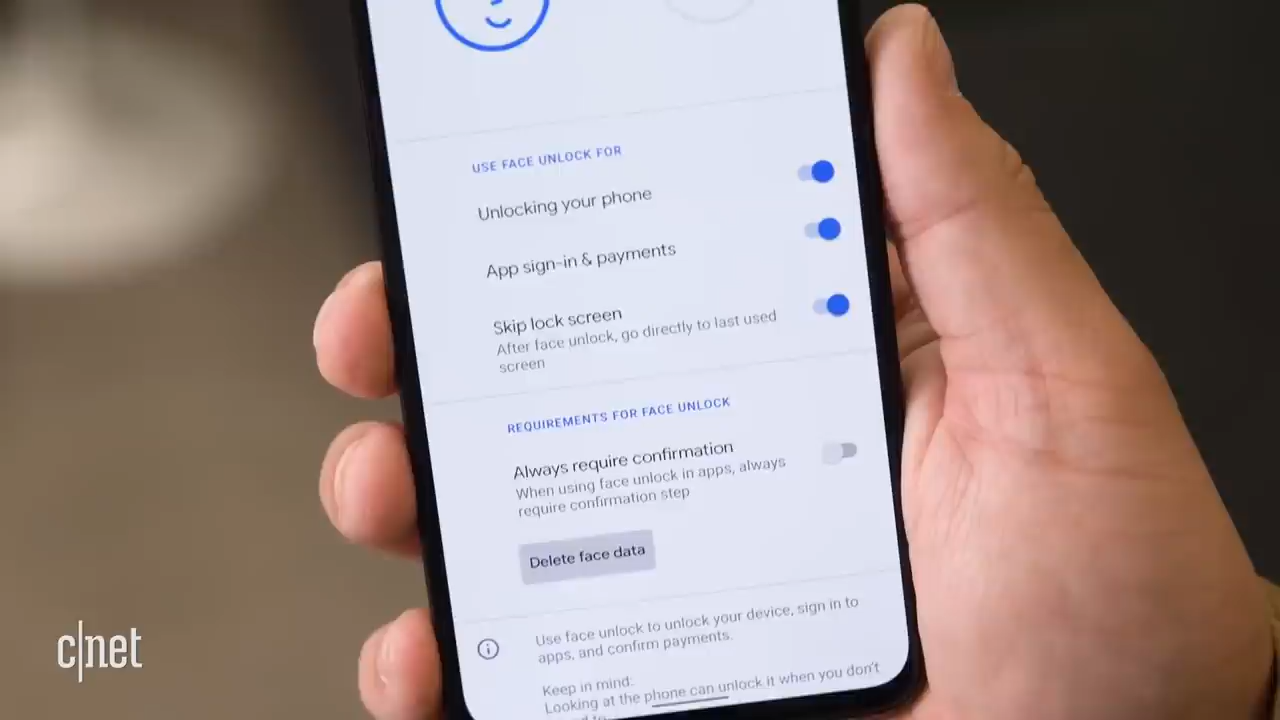 USE FACE UNLOCK FOR
Unlocking your phone
App sign-in & payments
Skip lock screen
After face unlock, go directly to last used
screen
REQUIREMENTS FOR FACE UNLOCK
Always require confirmation
When using face unlock in apps, always
require confirmation step
Delete face data
Use face unlock to unlock your device, sign in to
apps, and confirm payments.
Keep in mind:
Looking at the phone can unlock it when you don't
c|net